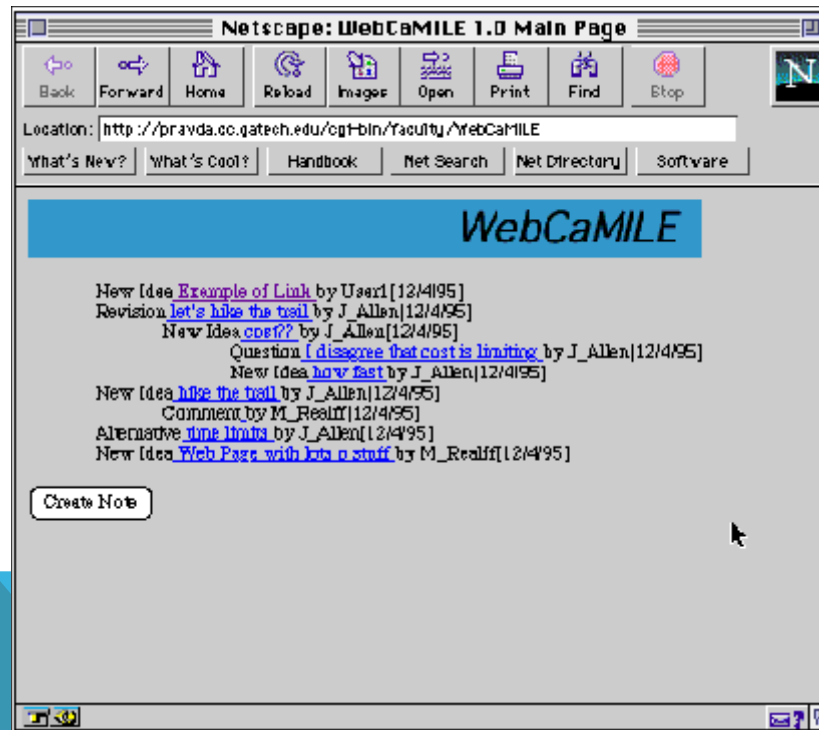 Netscape: WebCaMILE 1.0 Main Page
Back Forward Home Reload Images Open Print Find Stop
N
Location: http://pravda.cc.gatech.edu/cgi-bin/faculty/WebCaMILE
What's New? What's Cool? Handbook Net Search Net Directory Software
WebCaMILE
New Idea Example of Link by User1[12/4/95]
Revision let's hike the trail by J_Allen[12/4/95]
New Idea cost?? by J_Allen[12/4/95]
Question I disagree that cost is limiting by J_Allen[12/4/95]
New Idea how fast by J_Allen[12/4/95]
New Idea hike the trail by J_Allen[12/4/95]
Comment by M_Realff[12/4/95]
Alternative time limits by J_Allen[12/4/95]
New Idea Web Page with lots o stuff by M_Realff[12/4/95]
Create Note
?